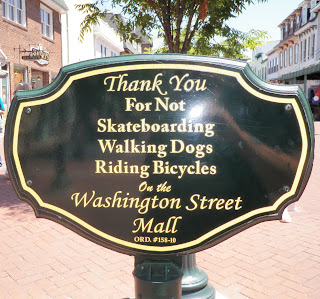 Thank You
For Not
Skateboarding
Walking Dogs
Riding Bicycles
On the
Washington Street
Mall
ORD. #158-10